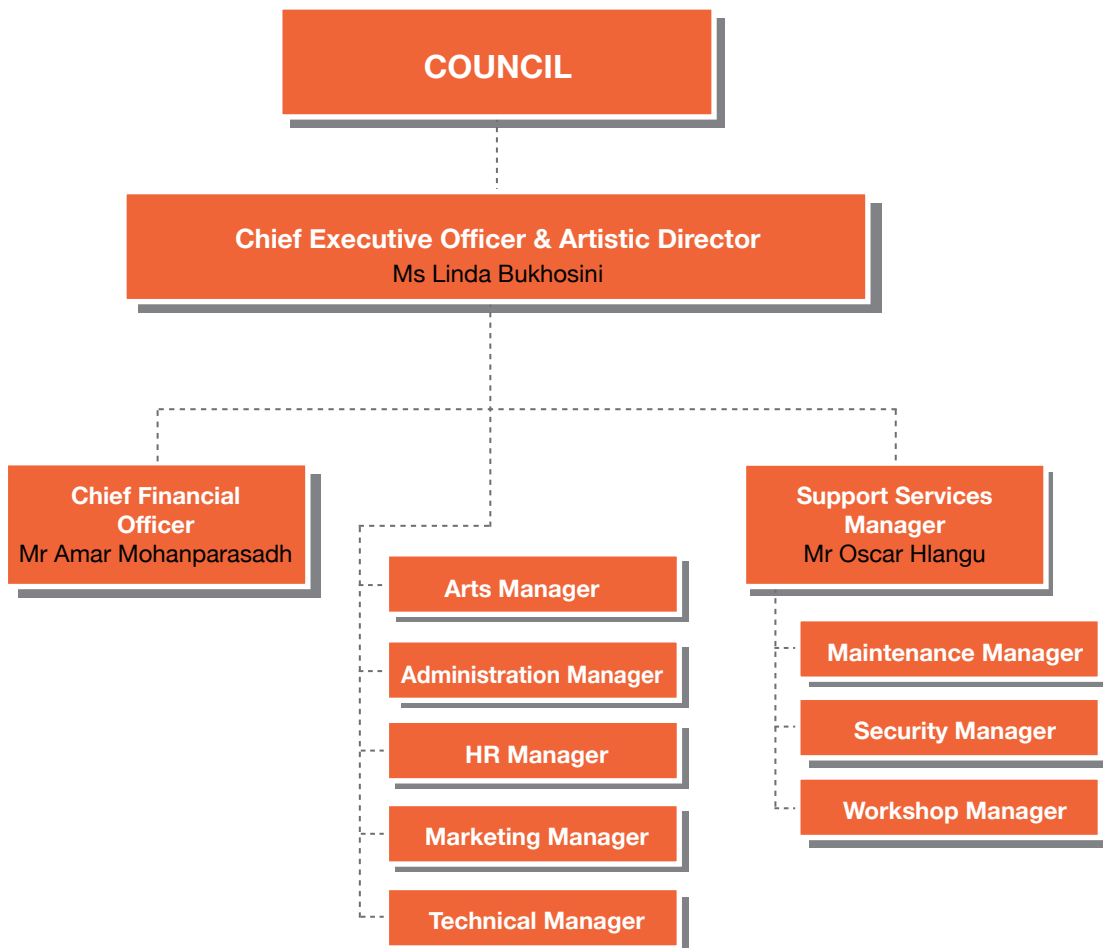 COUNCIL
Chief Executive Officer & Artistic Director
Ms Linda Bukhosini
Chief Financial
Officer
Mr Amar Mohanparasadh
Support Services
Manager
Mr Oscar Hlangu
Arts Manager
Administration Manager
HR Manager
Marketing Manager
Technical Manager
Maintenance Manager
Security Manager
Workshop Manager